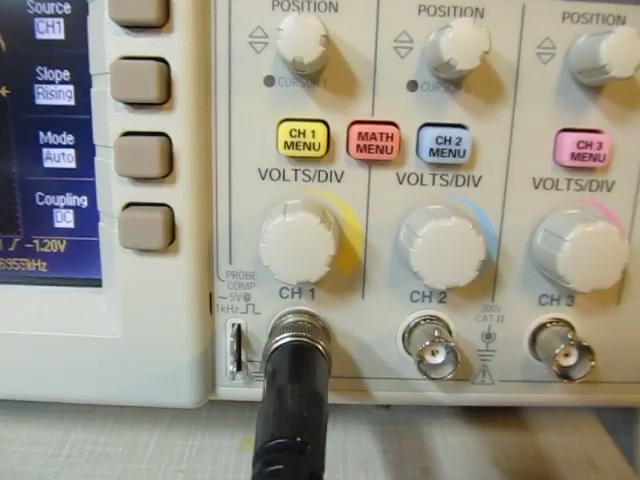 Source
CH1
Slope
Rising
Mode
Auto
Coupling
DC
-1.20V
POSITION
POSITION
POSITION
CURSOR 1
CURSOR 2
CH 1
MENU
MATH
MENU
CH 2
MENU
CH 3
MENU
VOLTS/DIV
VOLTS/DIV
VOLTS/DIV
PROBE
COMP
~5V@
1kHz
CH 1
CH 2
CH 3
300V
CAT II